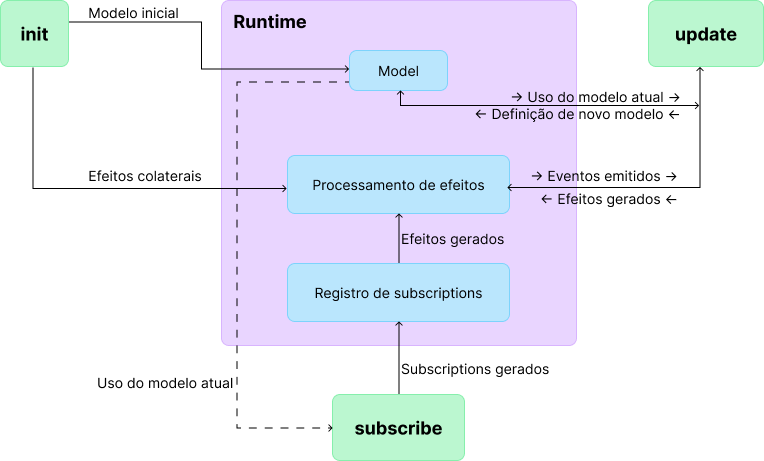 init
Modelo inicial
Runtime
update
Model
→ Uso do modelo atual →
← Definição de novo modelo ←
Efeitos colaterais
Processamento de efeitos
→ Eventos emitidos →
← Efeitos gerados ←
Efeitos gerados
Registro de subscriptions
Subscriptions gerados
Uso do modelo atual
subscribe